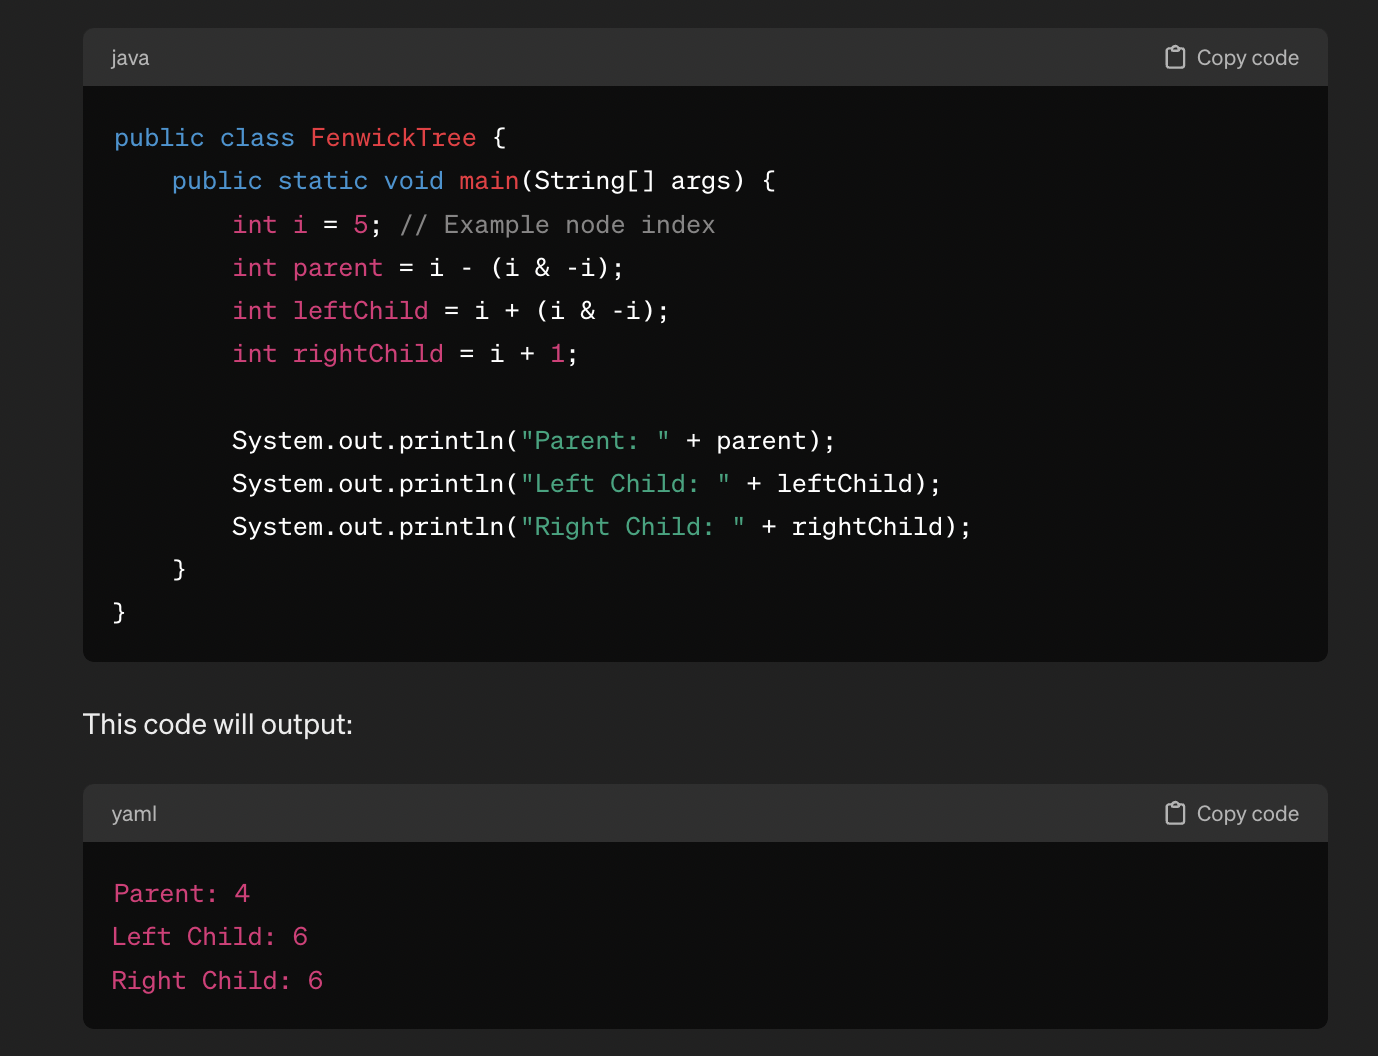 java
Copy code
public class FenwickTree {
    public static void main(String[] args) {
        int i = 5; // Example node index
        int parent = i - (i & -i);
        int leftChild = i + (i & -i);
        int rightChild = i + 1;
        System.out.println("Parent: " + parent);
        System.out.println("Left Child: " + leftChild);
        System.out.println("Right Child: " + rightChild);
    }
}
This code will output:
yaml
Copy code
Parent: 4
Left Child: 6
Right Child: 6